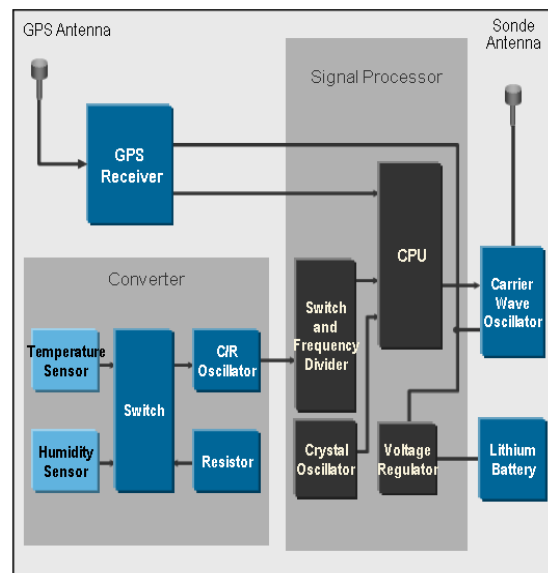 GPS Antenna
Sonde
Antenna
Signal Processor
GPS
Receiver
CPU
Converter
Carrier
Wave
Oscillator
Switch
and
Frequency
Divider
Temperature
Sensor
C/R
Oscillator
Switch
Humidity
Sensor
Resistor
Crystal
Oscillator
Voltage
Regulator
Lithium
Battery